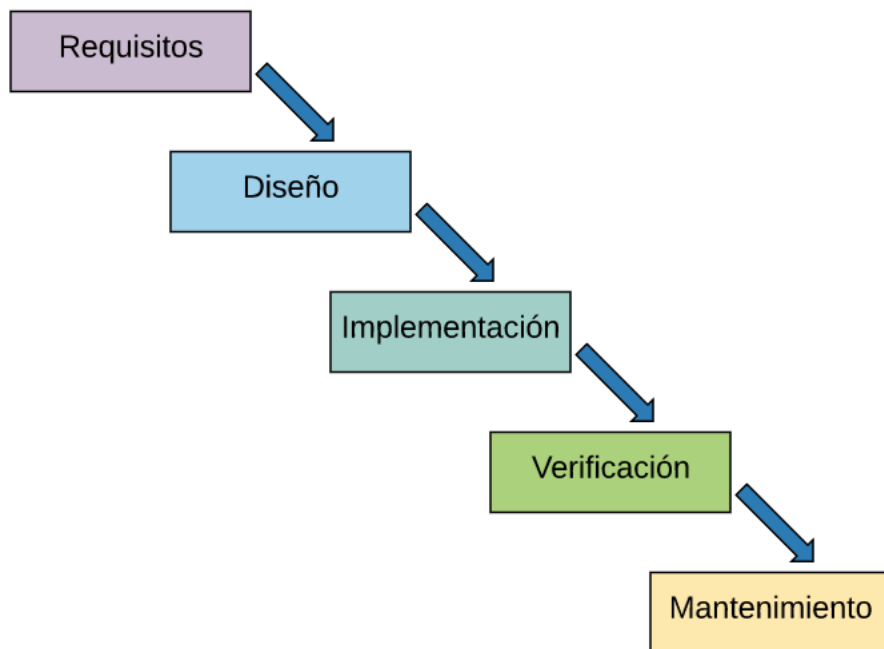 Requisitos
Diseño
Implementación
Verificación
Mantenimiento